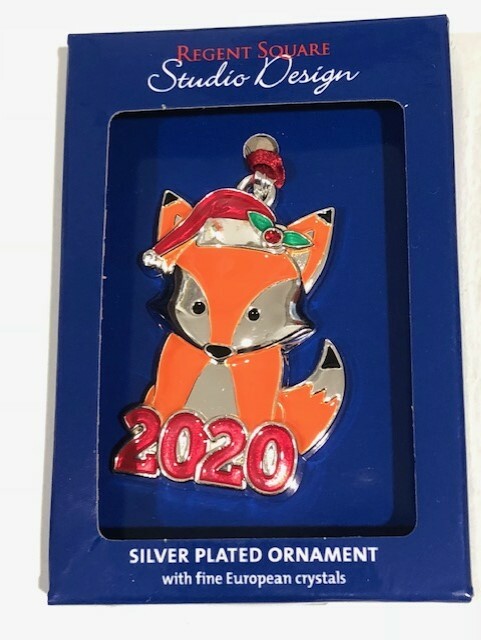 REGENT SQUARE
Studio Design
2020
SILVER PLATED ORNAMENT
with fine European crystals